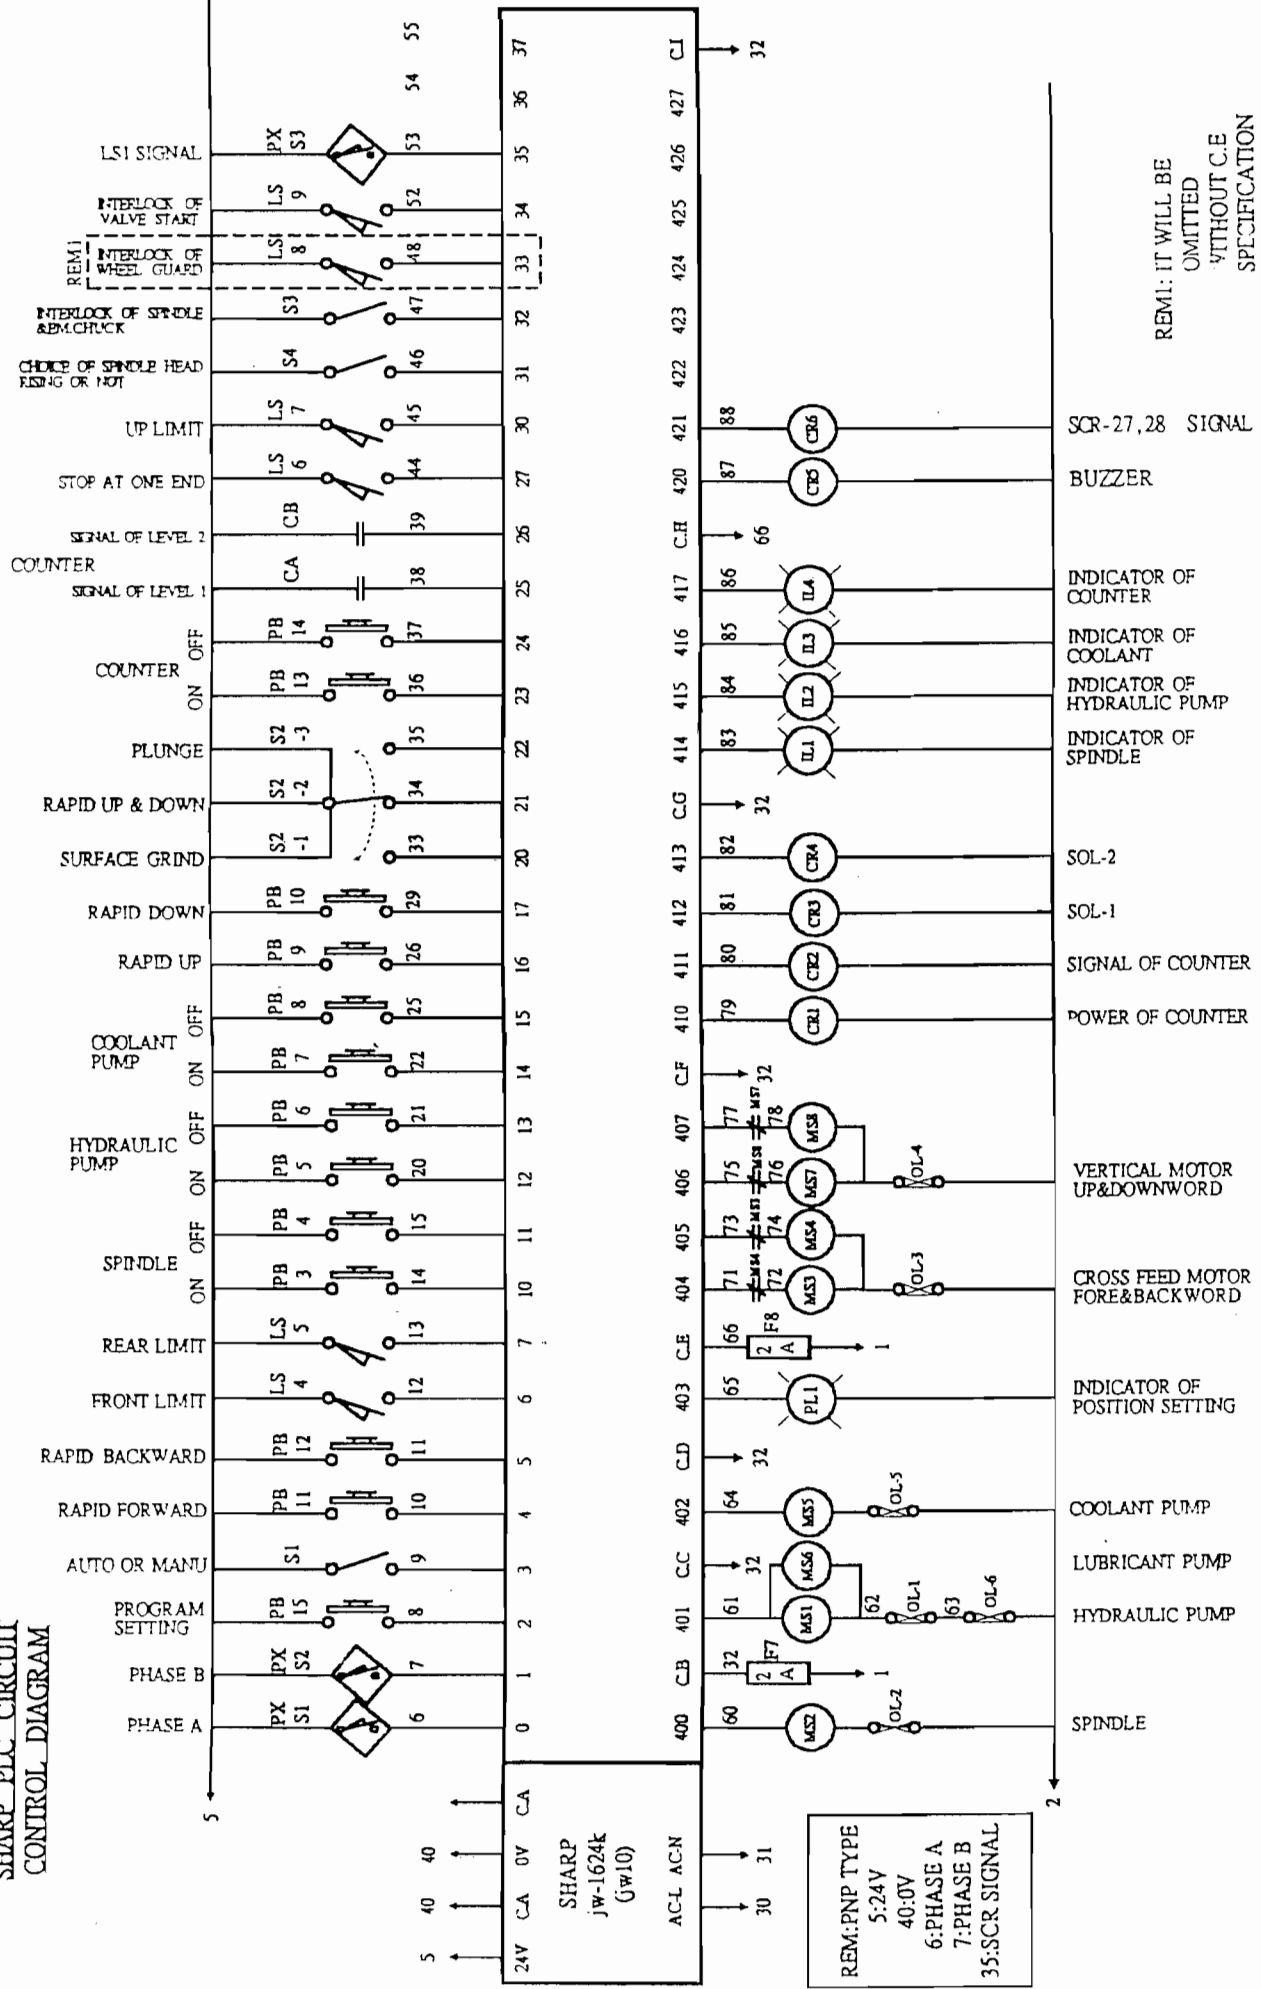 SHARP PLC CIRCUIT
CONTROL DIAGRAM
5
PHASE A
PX S1
6
0
PHASE B
PX S2
7
1
PROGRAM
SETTING
PB 15
8
2
AUTO OR MANU
S1
9
3
RAPID FORWARD
PB 11
10
4
RAPID BACKWARD
PB 12
11
5
FRONT LIMIT
LS 4
12
6
REAR LIMIT
LS 5
13
7
SPINDLE
ON
PB 3
14
10
OFF
PB 4
15
11
HYDRAULIC
PUMP
ON
PB 5
20
12
OFF
PB 6
21
13
COOLANT
PUMP
ON
PB 7
22
14
OFF
PB 8
25
15
RAPID UP
PB 9
26
16
RAPID DOWN
PB 10
29
17
SURFACE GRIND
S2 -1
33
20
RAPID UP & DOWN
S2 -2
34
21
PLUNGE
S2 -3
35
22
COUNTER
ON
PB 13
36
23
OFF
PB 14
37
24
COUNTER
SIGNAL OF LEVEL 1
CA
38
25
SIGNAL OF LEVEL 2
CB
39
26
STOP AT ONE END
LS 6
44
27
UP LIMIT
LS 7
45
30
CHOICE OF SPINDLE HEAD
RISING OR NOT
S4
46
31
INTERLOCK OF SPINDLE
&EM.CHUCK
S3
47
32
REM1
INTERLOCK OF
WHEEL GUARD
LS 8
48
33
INTERLOCK OF
VALVE START
LS 9
52
34
LS1 SIGNAL
PX S3
53
35
54
36
55
37
5
24V
40
C.A
40
0V
C.A
SHARP
jw-1624k
(jw10)
AC-L
30
AC-N
31
400
60
MS2
OL-2
SPINDLE
C.B
32
2 A
F7
1
401
61
MS1
62
OL-1
63
OL-6
HYDRAULIC PUMP
C.C
32
MS6
LUBRICANT PUMP
402
64
MS5
OL-5
COOLANT PUMP
C.D
32
403
65
PL1
INDICATOR OF
POSITION SETTING
C.E
66
2 A
F8
1
404
71
MS4
72
MS3
OL-3
CROSS FEED MOTOR
FORE&BACKWORD
405
73
MS3
74
MS4
406
75
MS8
76
MS7
OL-4
VERTICAL MOTOR
UP&DOWNWORD
407
77
MS7
78
MS8
C.F
32
410
79
CR1
POWER OF COUNTER
411
80
CR2
SIGNAL OF COUNTER
412
81
CR3
SOL-1
413
82
CR4
SOL-2
C.G
32
414
83
IL1
INDICATOR OF
SPINDLE
415
84
IL2
INDICATOR OF
HYDRAULIC PUMP
416
85
IL3
INDICATOR OF
COOLANT
417
86
IL4
INDICATOR OF
COUNTER
C.H
66
420
87
CR5
BUZZER
421
88
CR6
SCR-27,28 SIGNAL
422
423
424
425
426
427
C.I
32
2
REM:PNP TYPE
5:24V
40:0V
6:PHASE A
7:PHASE B
35:SCR SIGNAL
REM1: IT WILL BE
OMITTED
WITHOUT C.E
SPECIFICATION